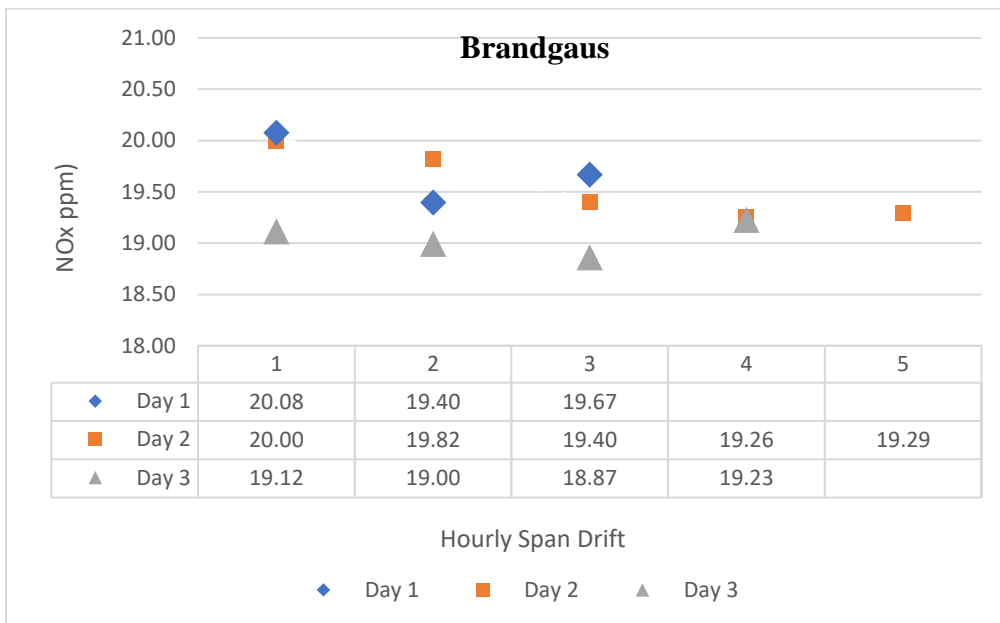 Brandgaus
21.00
20.50
20.00
19.50
19.00
18.50
18.00
NOx ppm)
1 2 3 4 5
Day 1 20.08 19.40 19.67
Day 2 20.00 19.82 19.40 19.26 19.29
Day 3 19.12 19.00 18.87 19.23
Hourly Span Drift
Day 1 Day 2 Day 3